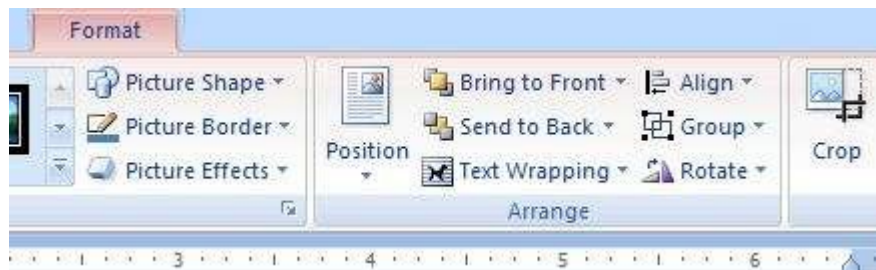 Format
Picture Shape
Picture Border
Picture Effects
Position
Bring to Front
Send to Back
Text Wrapping
Align
Group
Rotate
Arrange
Crop
3 4 5 6